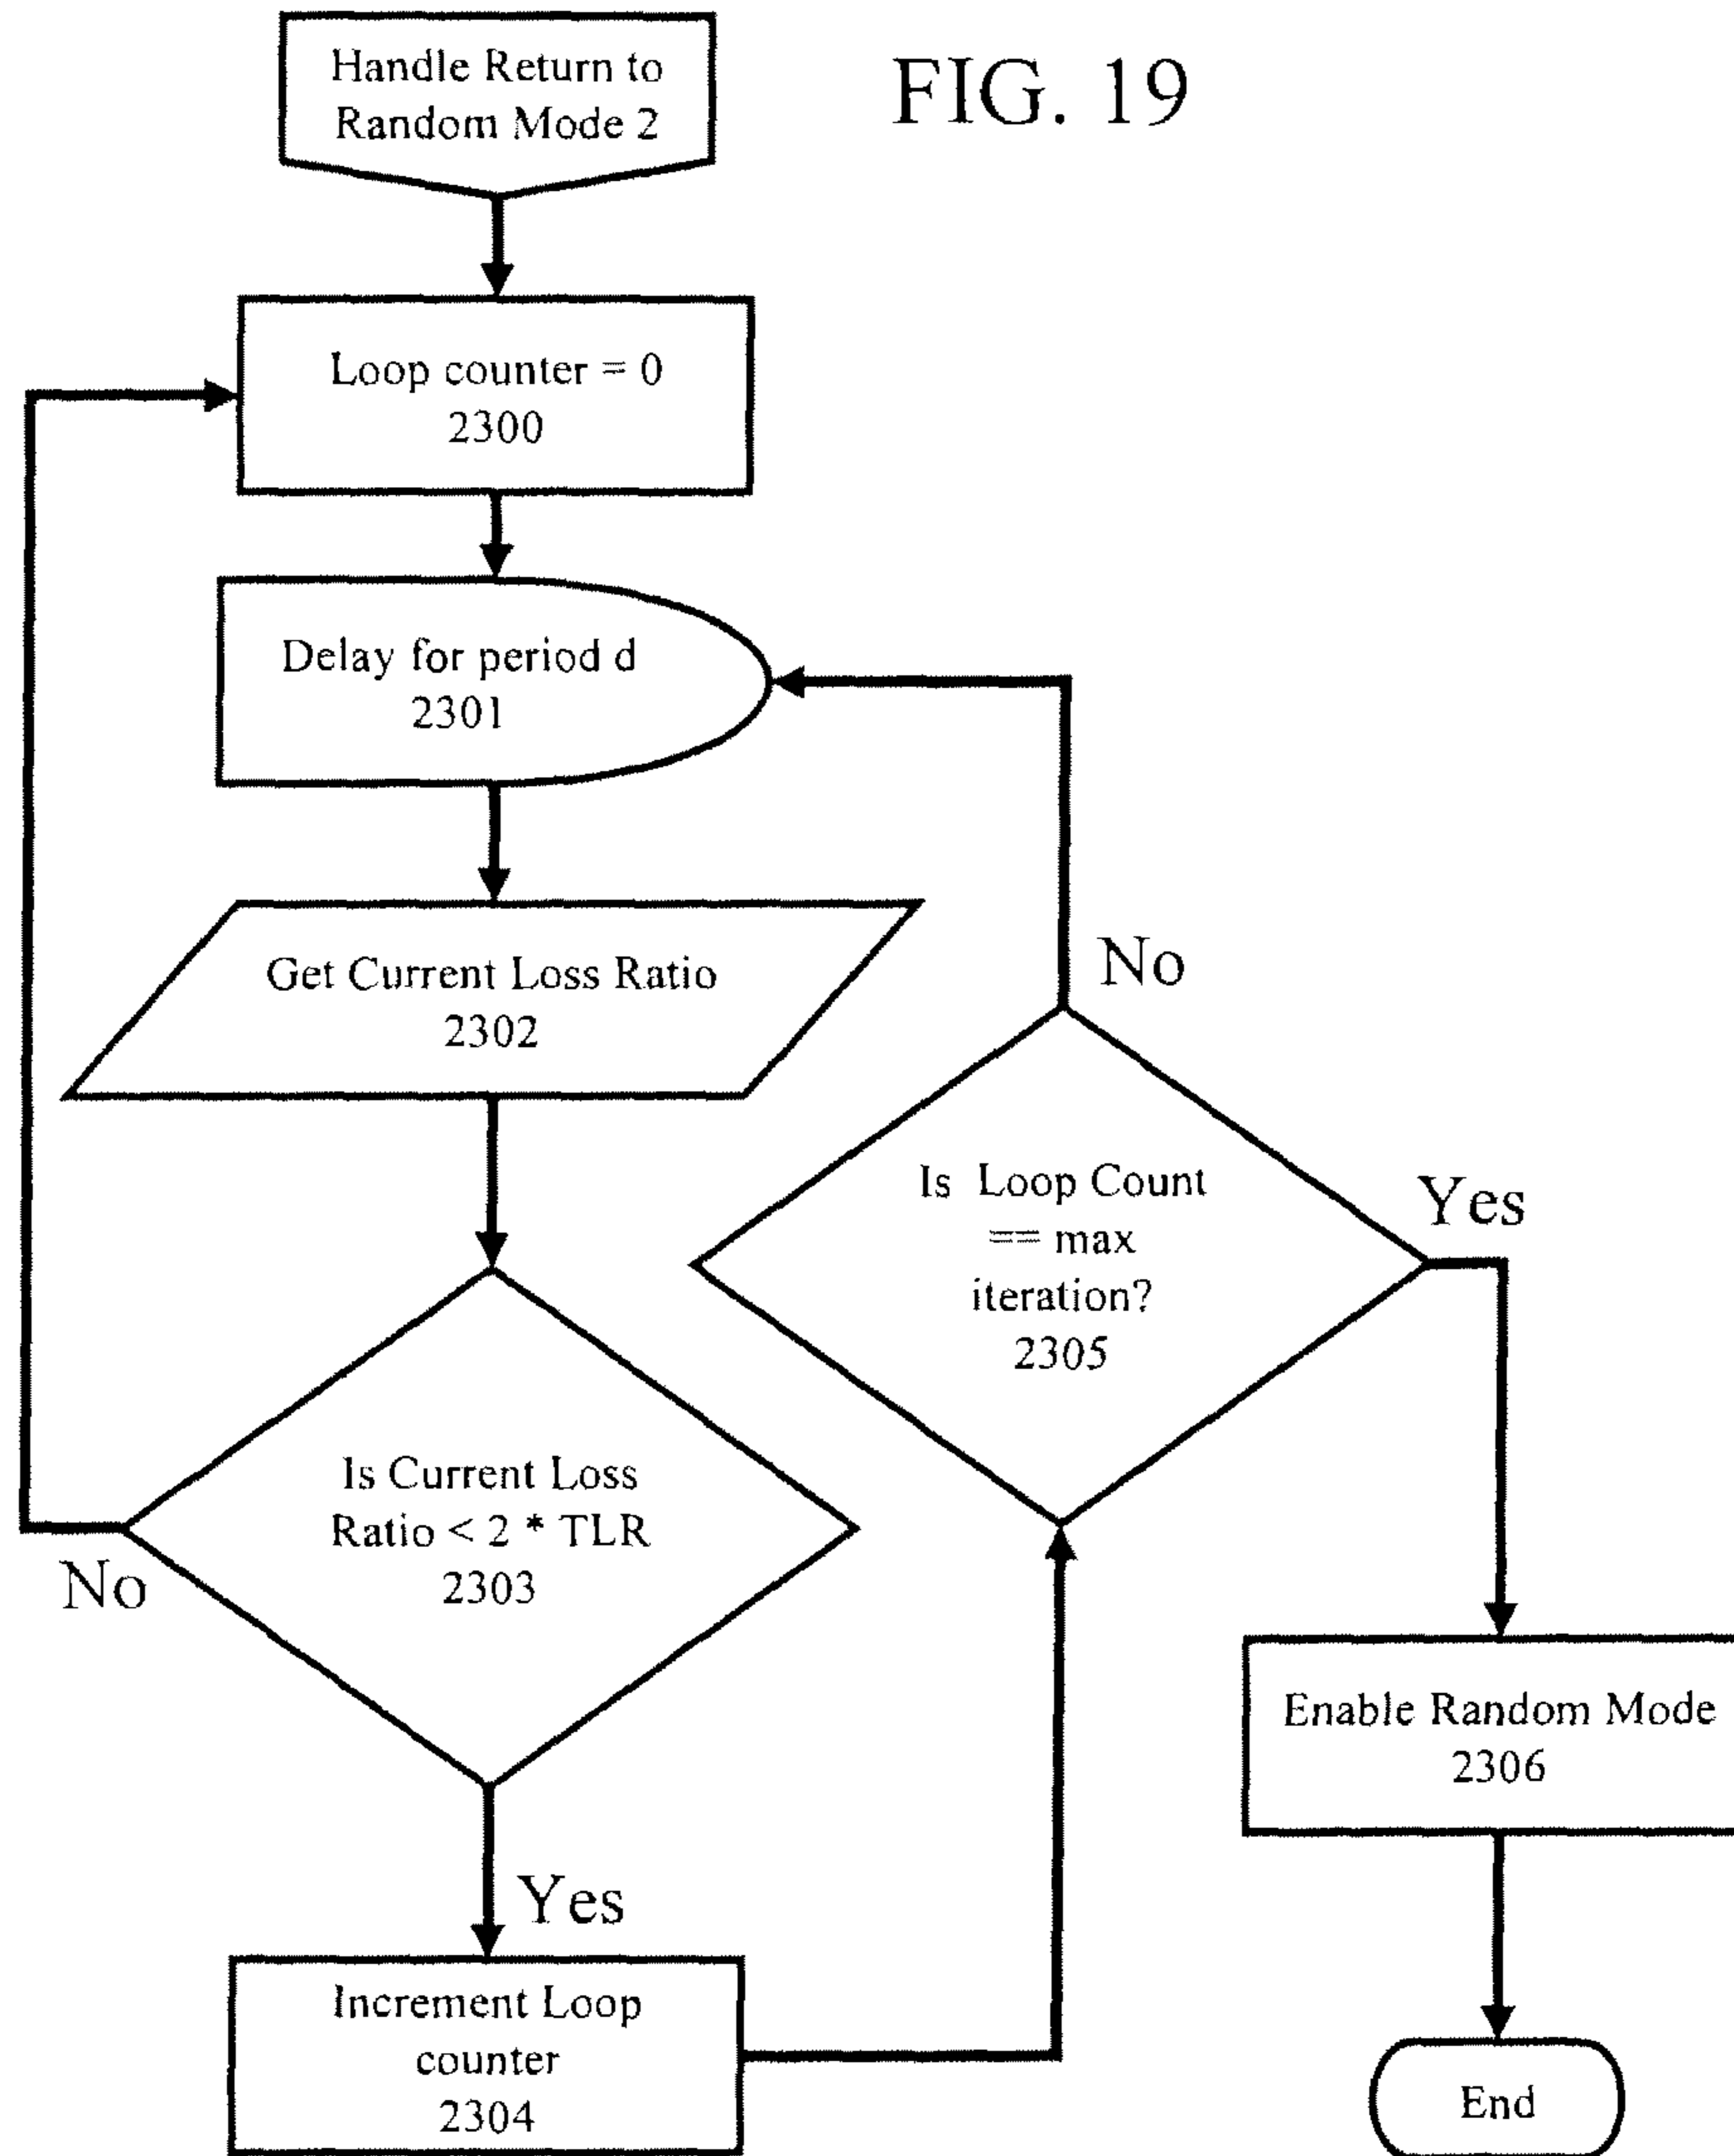 Handle Return to
Random Mode 2
FIG. 19
Loop counter = 0
2300
Delay for period d
2301
Get Current Loss Ratio
2302
No
Is Loop Count
== max
iteration?
2305
Yes
Is Current Loss
Ratio < 2 * TLR
2303
No
Yes
Enable Random Mode
2306
Increment Loop
counter
2304
End